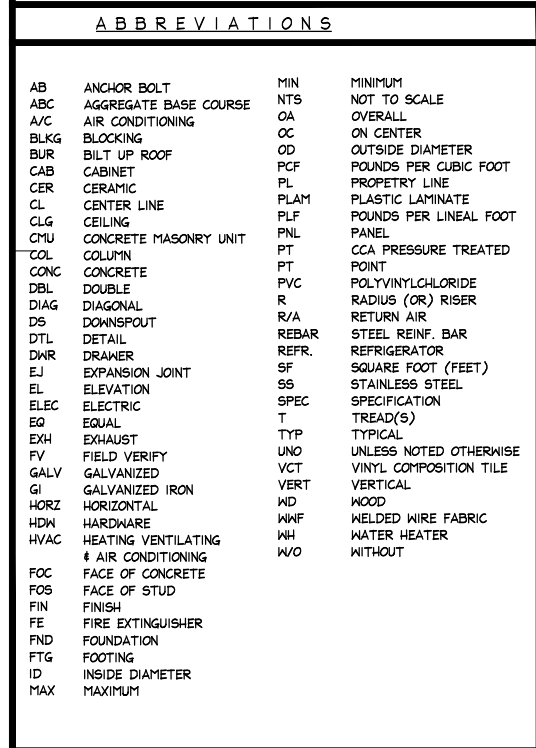 ABBREVIATIONS
AB ANCHOR BOLT
ABC AGGREGATE BASE COURSE
A/C AIR CONDITIONING
BLKG BLOCKING
BUR BILT UP ROOF
CAB CABINET
CER CERAMIC
CL CENTER LINE
CLG CEILING
CMU CONCRETE MASONRY UNIT
COL COLUMN
CONC CONCRETE
DBL DOUBLE
DIAG DIAGONAL
DS DOWNSPOUT
DTL DETAIL
DWR DRAWER
EJ EXPANSION JOINT
EL ELEVATION
ELEC ELECTRIC
EQ EQUAL
EXH EXHAUST
FV FIELD VERIFY
GALV GALVANIZED
GI GALVANIZED IRON
HORZ HORIZONTAL
HDW HARDWARE
HVAC HEATING VENTILATING
& AIR CONDITIONING
FOC FACE OF CONCRETE
FOS FACE OF STUD
FIN FINISH
FE FIRE EXTINGUISHER
FND FOUNDATION
FTG FOOTING
ID INSIDE DIAMETER
MAX MAXIMUM
MIN MINIMUM
NTS NOT TO SCALE
OA OVERALL
OC ON CENTER
OD OUTSIDE DIAMETER
PCF POUNDS PER CUBIC FOOT
PL PROPETRY LINE
PLAM PLASTIC LAMINATE
PLF POUNDS PER LINEAL FOOT
PNL PANEL
PT CCA PRESSURE TREATED
PT POINT
PVC POLYVINYLCHLORIDE
R RADIUS (OR) RISER
R/A RETURN AIR
REBAR STEEL REINF. BAR
REFR. REFRIGERATOR
SF SQUARE FOOT (FEET)
SS STAINLESS STEEL
SPEC SPECIFICATION
T TREAD(S)
TYP TYPICAL
UNO UNLESS NOTED OTHERWISE
VCT VINYL COMPOSITION TILE
VERT VERTICAL
WD WOOD
WWF WELDED WIRE FABRIC
WH WATER HEATER
W/O WITHOUT